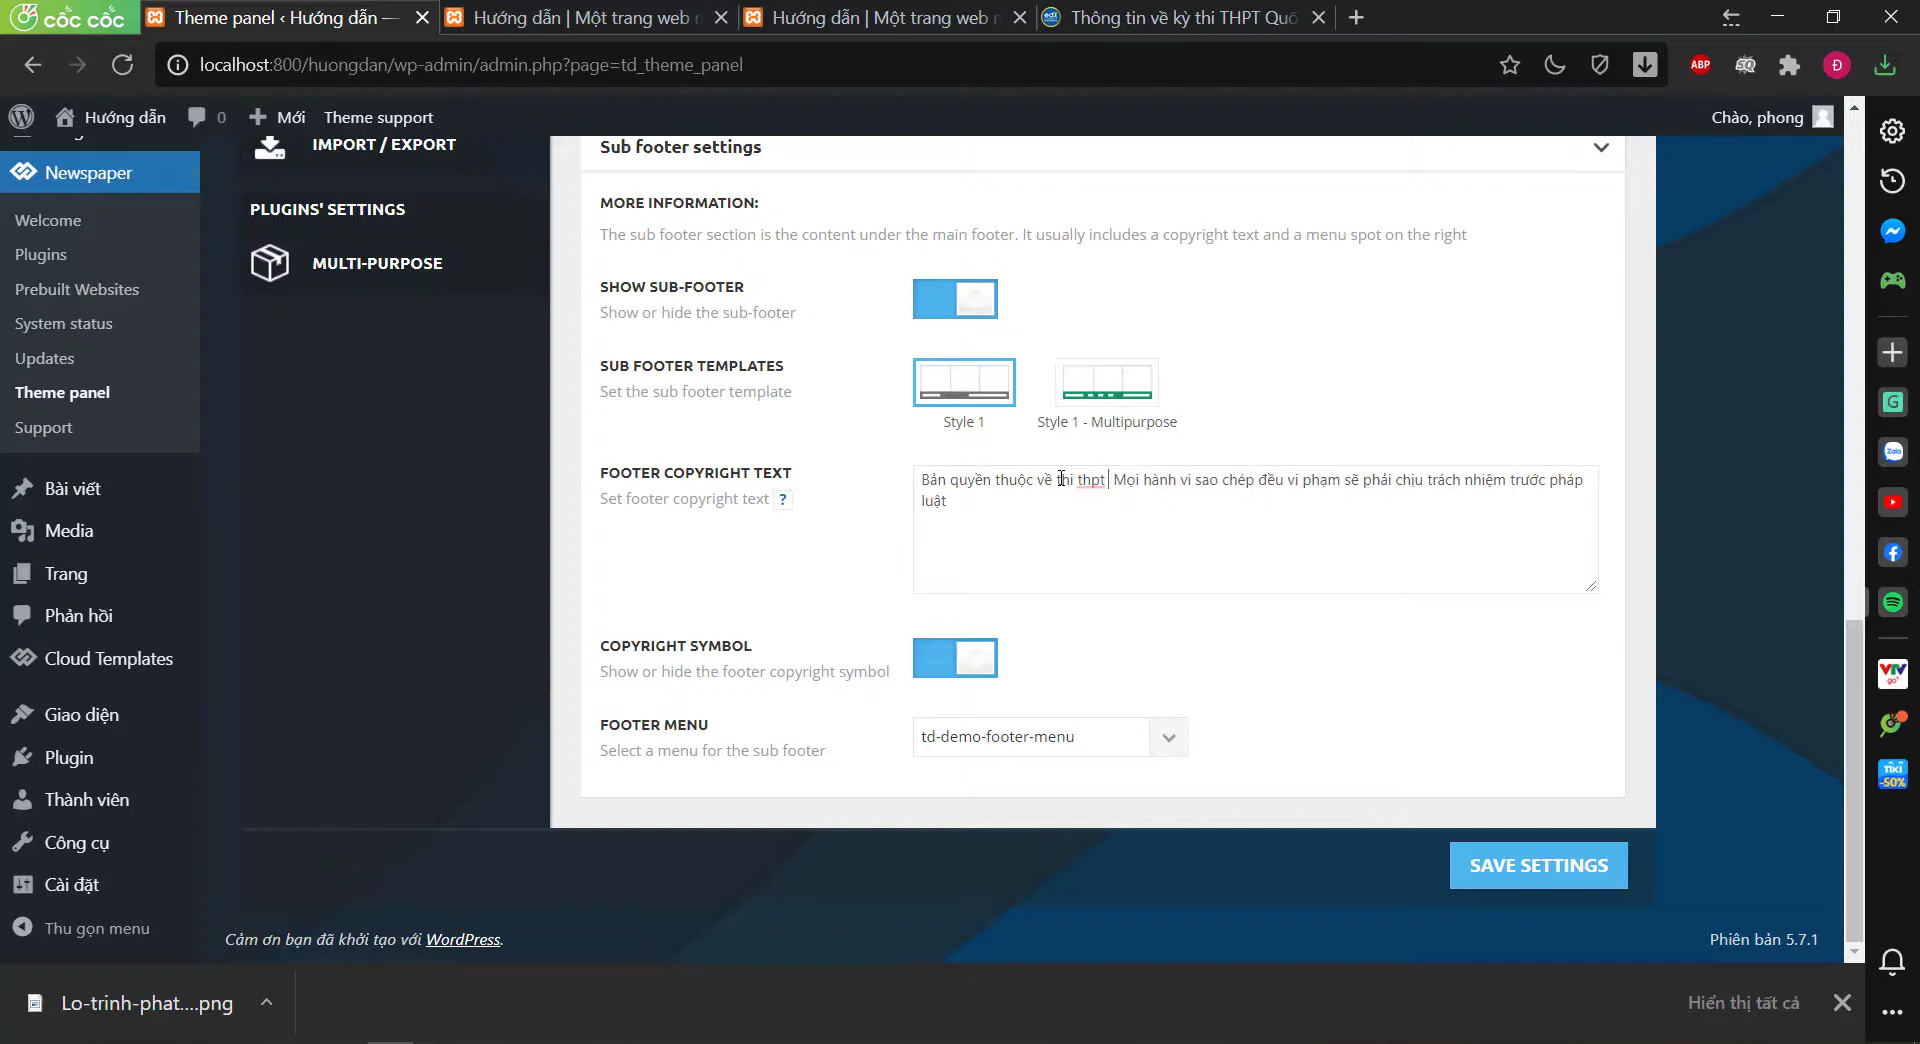 cốc cốc
Theme panel ‹ Hướng dẫn —
Hướng dẫn | Một trang web n
Hướng dẫn | Một trang web n
Thông tin về kỳ thi THPT Quố
localhost:800/huongdan/wp-admin/admin.php?page=td_theme_panel
ABP
Đ
Hướng dẫn
0
Mới
Theme support
Chào, phong
Newspaper
Welcome
Plugins
Prebuilt Websites
System status
Updates
Theme panel
Support
Bài viết
Media
Trang
Phản hồi
Cloud Templates
Giao diện
Plugin
Thành viên
Công cụ
Cài đặt
Thu gọn menu
IMPORT / EXPORT
PLUGINS' SETTINGS
MULTI-PURPOSE
Sub footer settings
MORE INFORMATION:
The sub footer section is the content under the main footer. It usually includes a copyright text and a menu spot on the right
SHOW SUB-FOOTER
Show or hide the sub-footer
SUB FOOTER TEMPLATES
Set the sub footer template
Style 1
Style 1 - Multipurpose
FOOTER COPYRIGHT TEXT
Set footer copyright text ?
Bản quyền thuộc về thi thpt Mọi hành vi sao chép đều vi phạm sẽ phải chịu trách nhiệm trước pháp
luật
COPYRIGHT SYMBOL
Show or hide the footer copyright symbol
FOOTER MENU
Select a menu for the sub footer
td-demo-footer-menu
SAVE SETTINGS
Cảm ơn bạn đã khởi tạo với WordPress.
Phiên bản 5.7.1
G
Zalo
VTV
go
TIKI
-50%
Lo-trinh-phat....png
Hiển thị tất cả